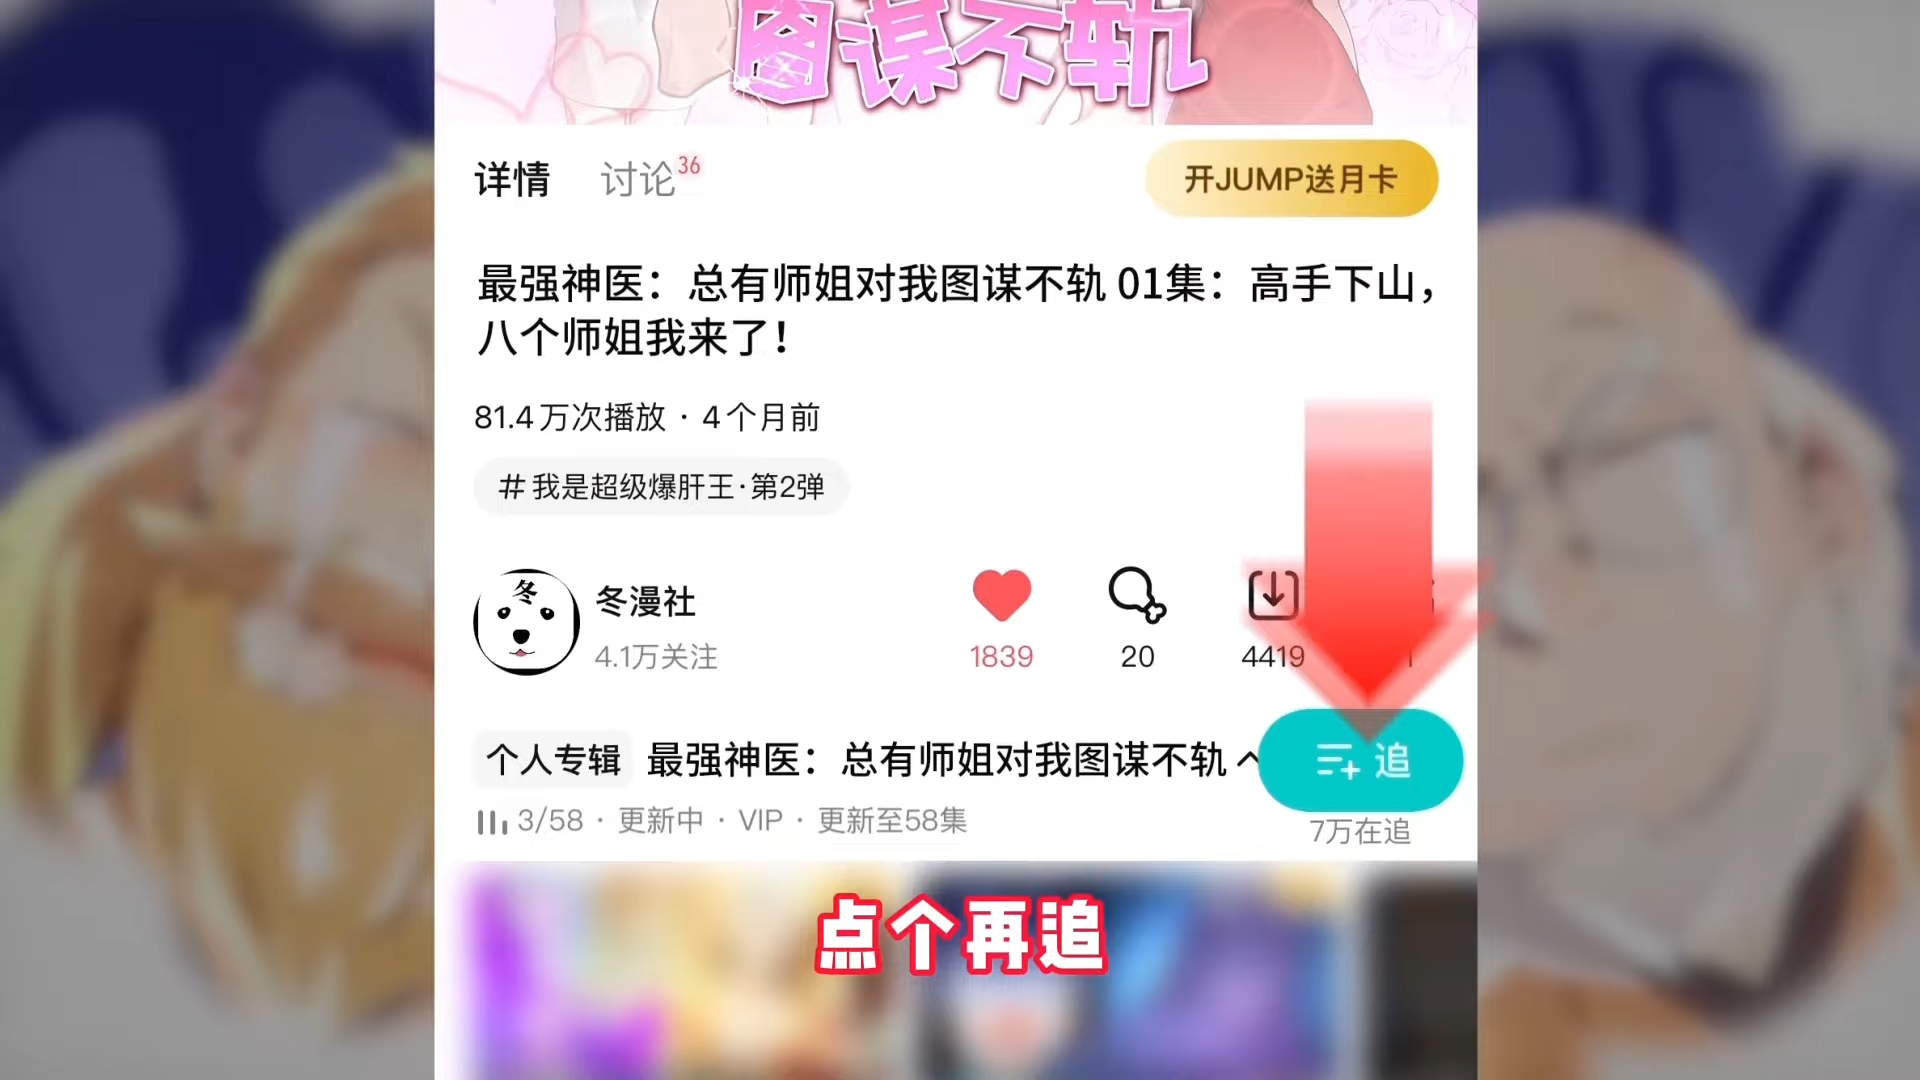 图谋不轨
详情 讨论 36 开JUMP送月卡
最强神医：总有师姐对我图谋不轨 01集：高手下山，
八个师姐我来了！
81.4万次播放 · 4个月前
#我是超级爆肝王·第2弹
冬
冬漫社
4.1万关注
1839 20 4419
个人专辑 最强神医：总有师姐对我图谋不轨
追
3/58 · 更新中 · VIP · 更新至58集
7万在追
点个再追